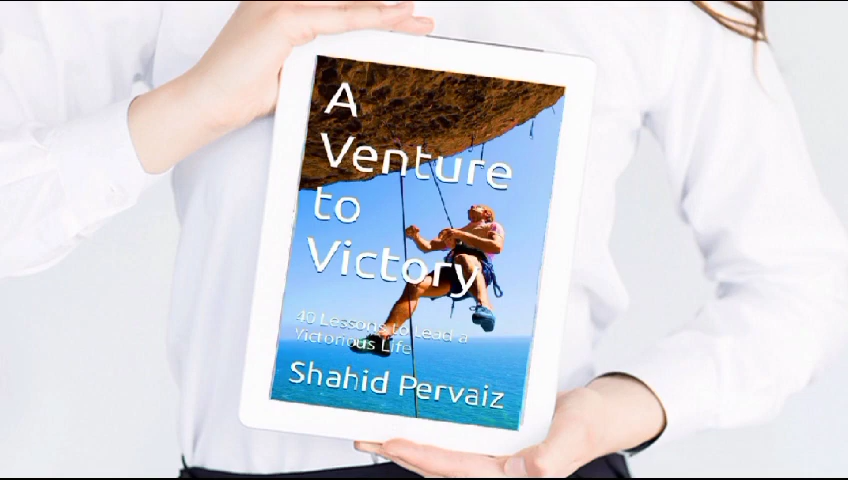 A
Venture
to
Victory
40 Lessons to Lead a
Victorious Life
Shahid Pervaiz